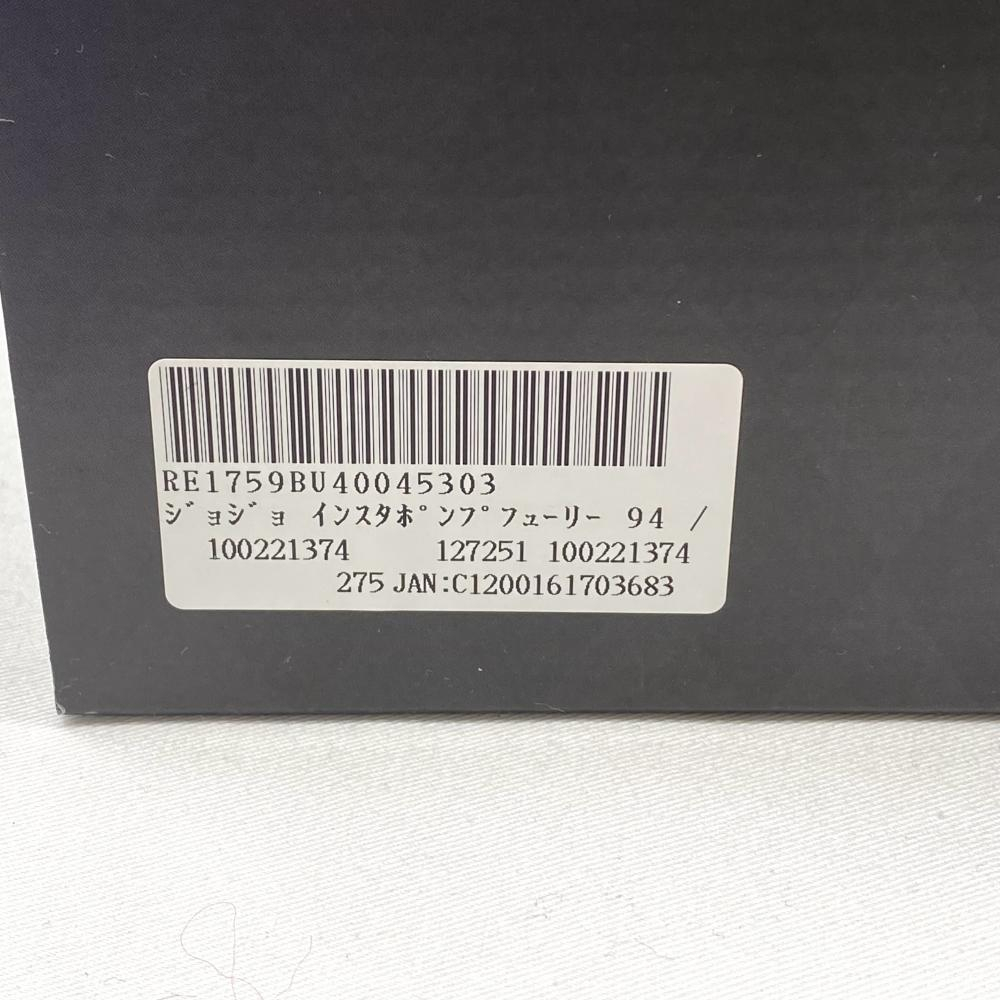 RE1759BU40045303
ｼﾞｮｼﾞｮ ｲﾝｽﾀﾎﾟﾝﾌﾟﾌｭｰﾘｰ 94 /
100221374 127251 100221374
275 JAN:C1200161703683